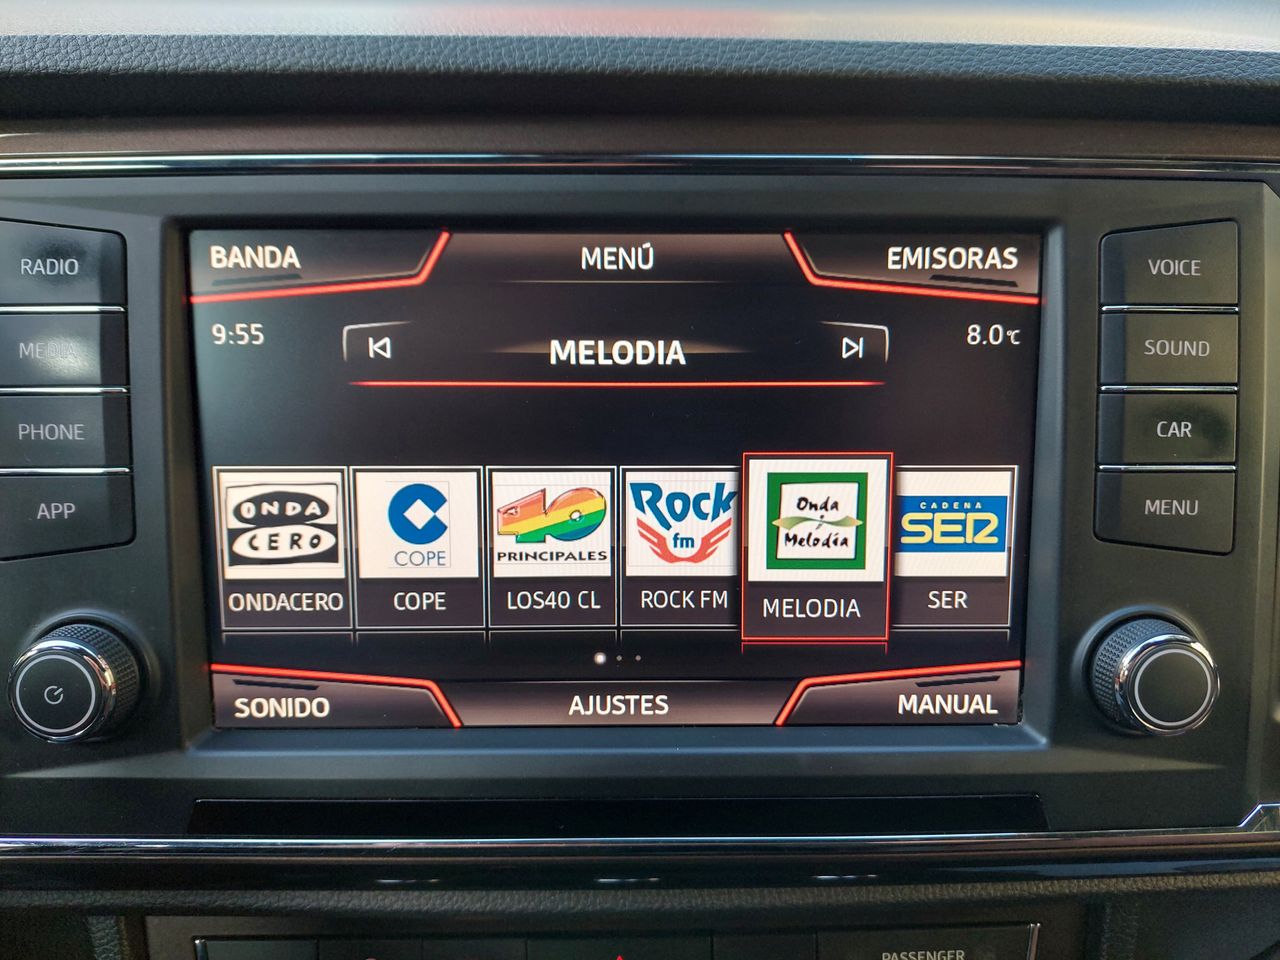 RADIO
MEDIA
PHONE
APP
BANDA
MENÚ
EMISORAS
9:55
MELODIA
8.0°C
ONDA
CERO
COPE
40
PRINCIPALES
Rock
fm
Onda
y
Melodía
CADENA
SER
ONDACERO
COPE
LOS40 CL
ROCK FM
MELODIA
SER
SONIDO
AJUSTES
MANUAL
VOICE
SOUND
CAR
MENU
PASSENGER